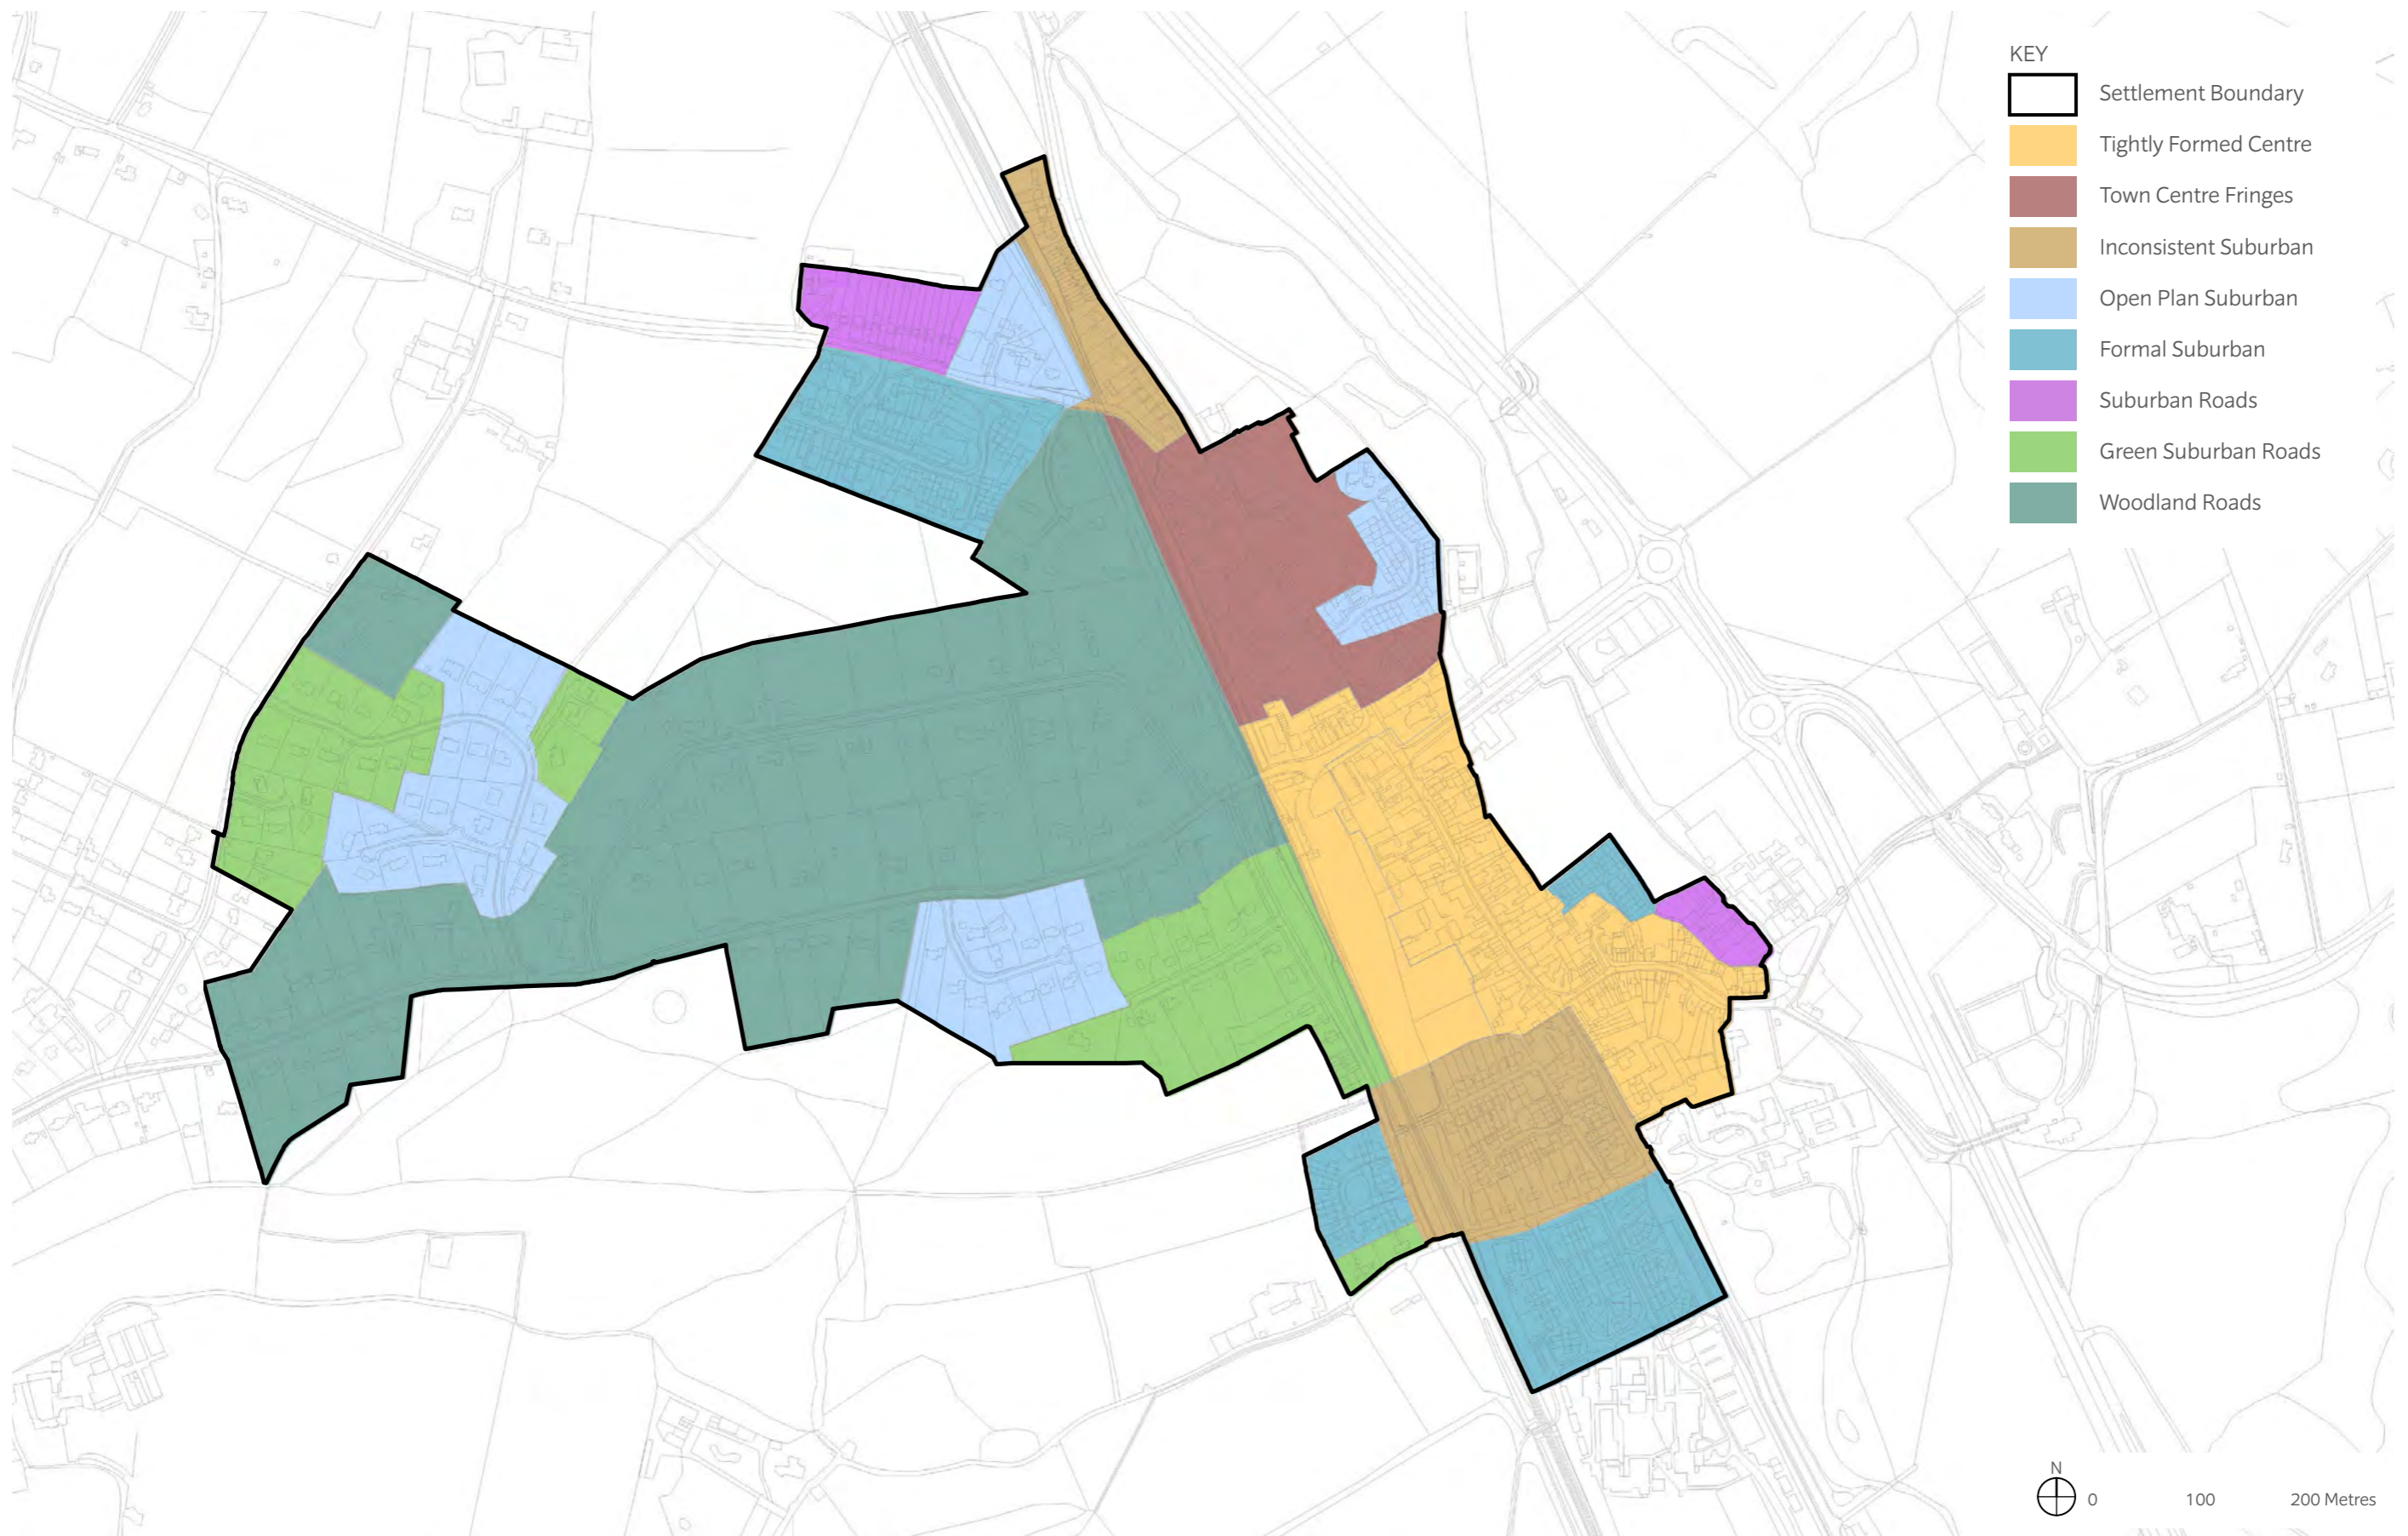 KEY
Settlement Boundary
Tightly Formed Centre
Town Centre Fringes
Inconsistent Suburban
Open Plan Suburban
Formal Suburban
Suburban Roads
Green Suburban Roads
Woodland Roads
N
0 100 200 Metres